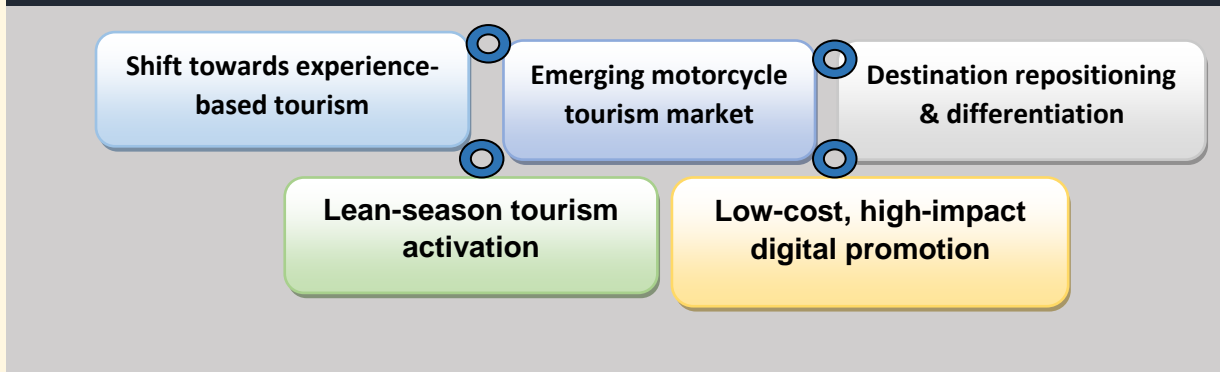 Shift towards experience-
based tourism
Emerging motorcycle
tourism market
Destination repositioning
& differentiation
Lean-season tourism
activation
Low-cost, high-impact
digital promotion